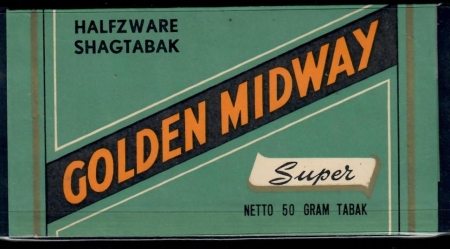 HALFZWARE
SHAGTABAK
GOLDEN MIDWAY
Super
NETTO 50 GRAM TABAK